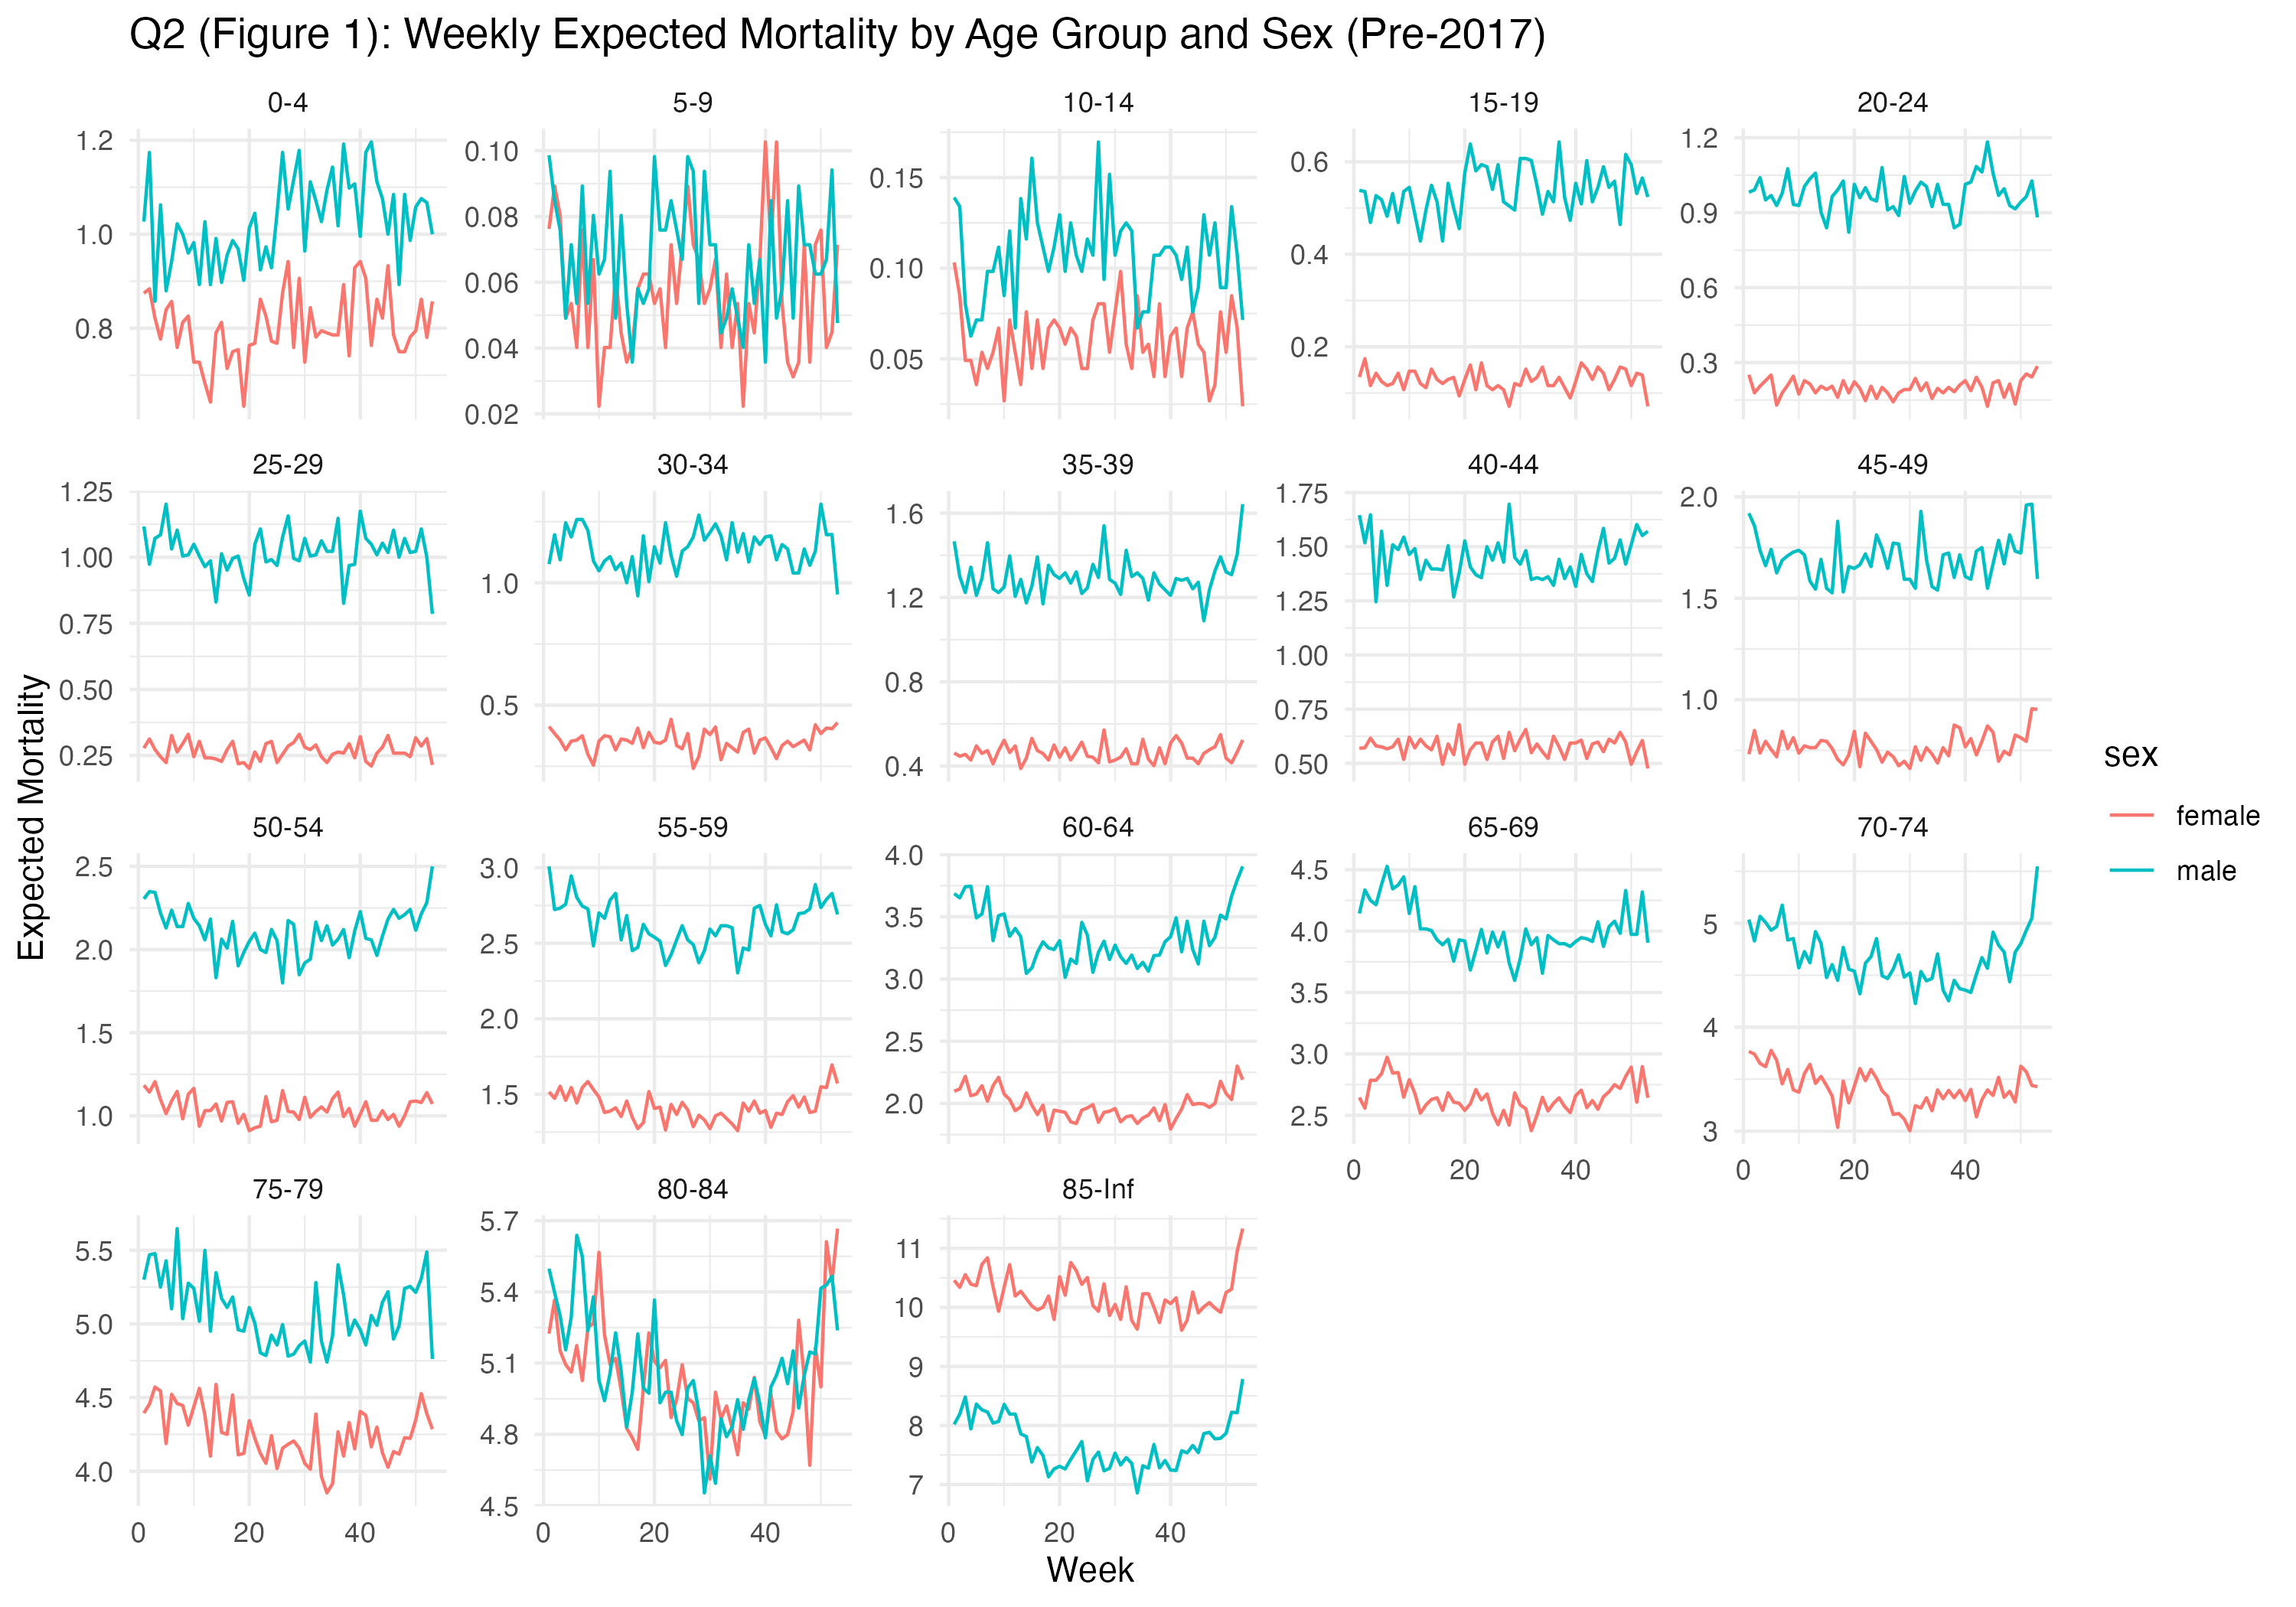 Q2 (Figure 1): Weekly Expected Mortality by Age Group and Sex (Pre-2017)
0-4 5-9 10-14 15-19 20-24
1.2 0.10 0.15 0.6 1.2
1.0 0.08 0.10 0.4 0.9
0.8 0.06 0.05 0.2 0.6
0.04 0.3
0.02
25-29 30-34 35-39 40-44 45-49
1.25 1.0 1.6 1.75 2.0
1.00 0.5 1.2 1.50 1.5
0.75 0.8 1.25 1.0
0.50 0.4 1.00
0.25 0.75
0.50
50-54 55-59 60-64 65-69 70-74
2.5 3.0 4.0 4.5 5
2.0 2.5 3.5 4.0 4
1.5 2.0 3.0 3.5 3
1.0 1.5 2.5 3.0
2.0 2.5
0 20 40 0 20 40
75-79 80-84 85-Inf
5.5 5.7 11
5.0 5.4 10
4.5 5.1 9
4.0 4.8 8
4.5 7
0 20 40 0 20 40 0 20 40
Week
Expected Mortality
sex
female
male